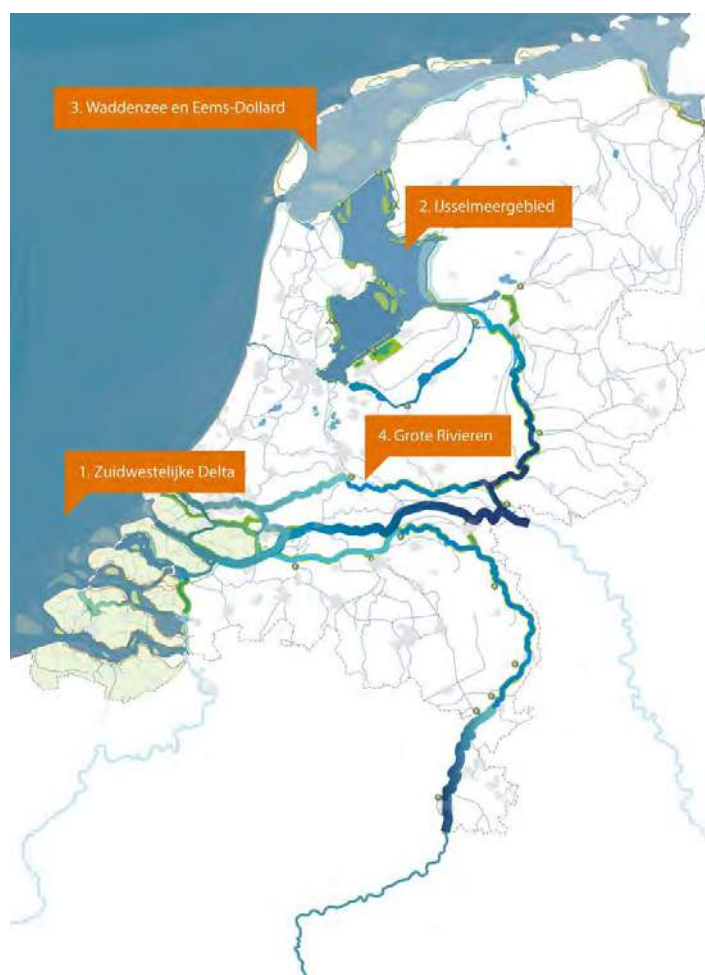 3. Waddenzee en Eems-Dollard
2. IJsselmeergebied
4. Grote Rivieren
1. Zuidwestelijke Delta